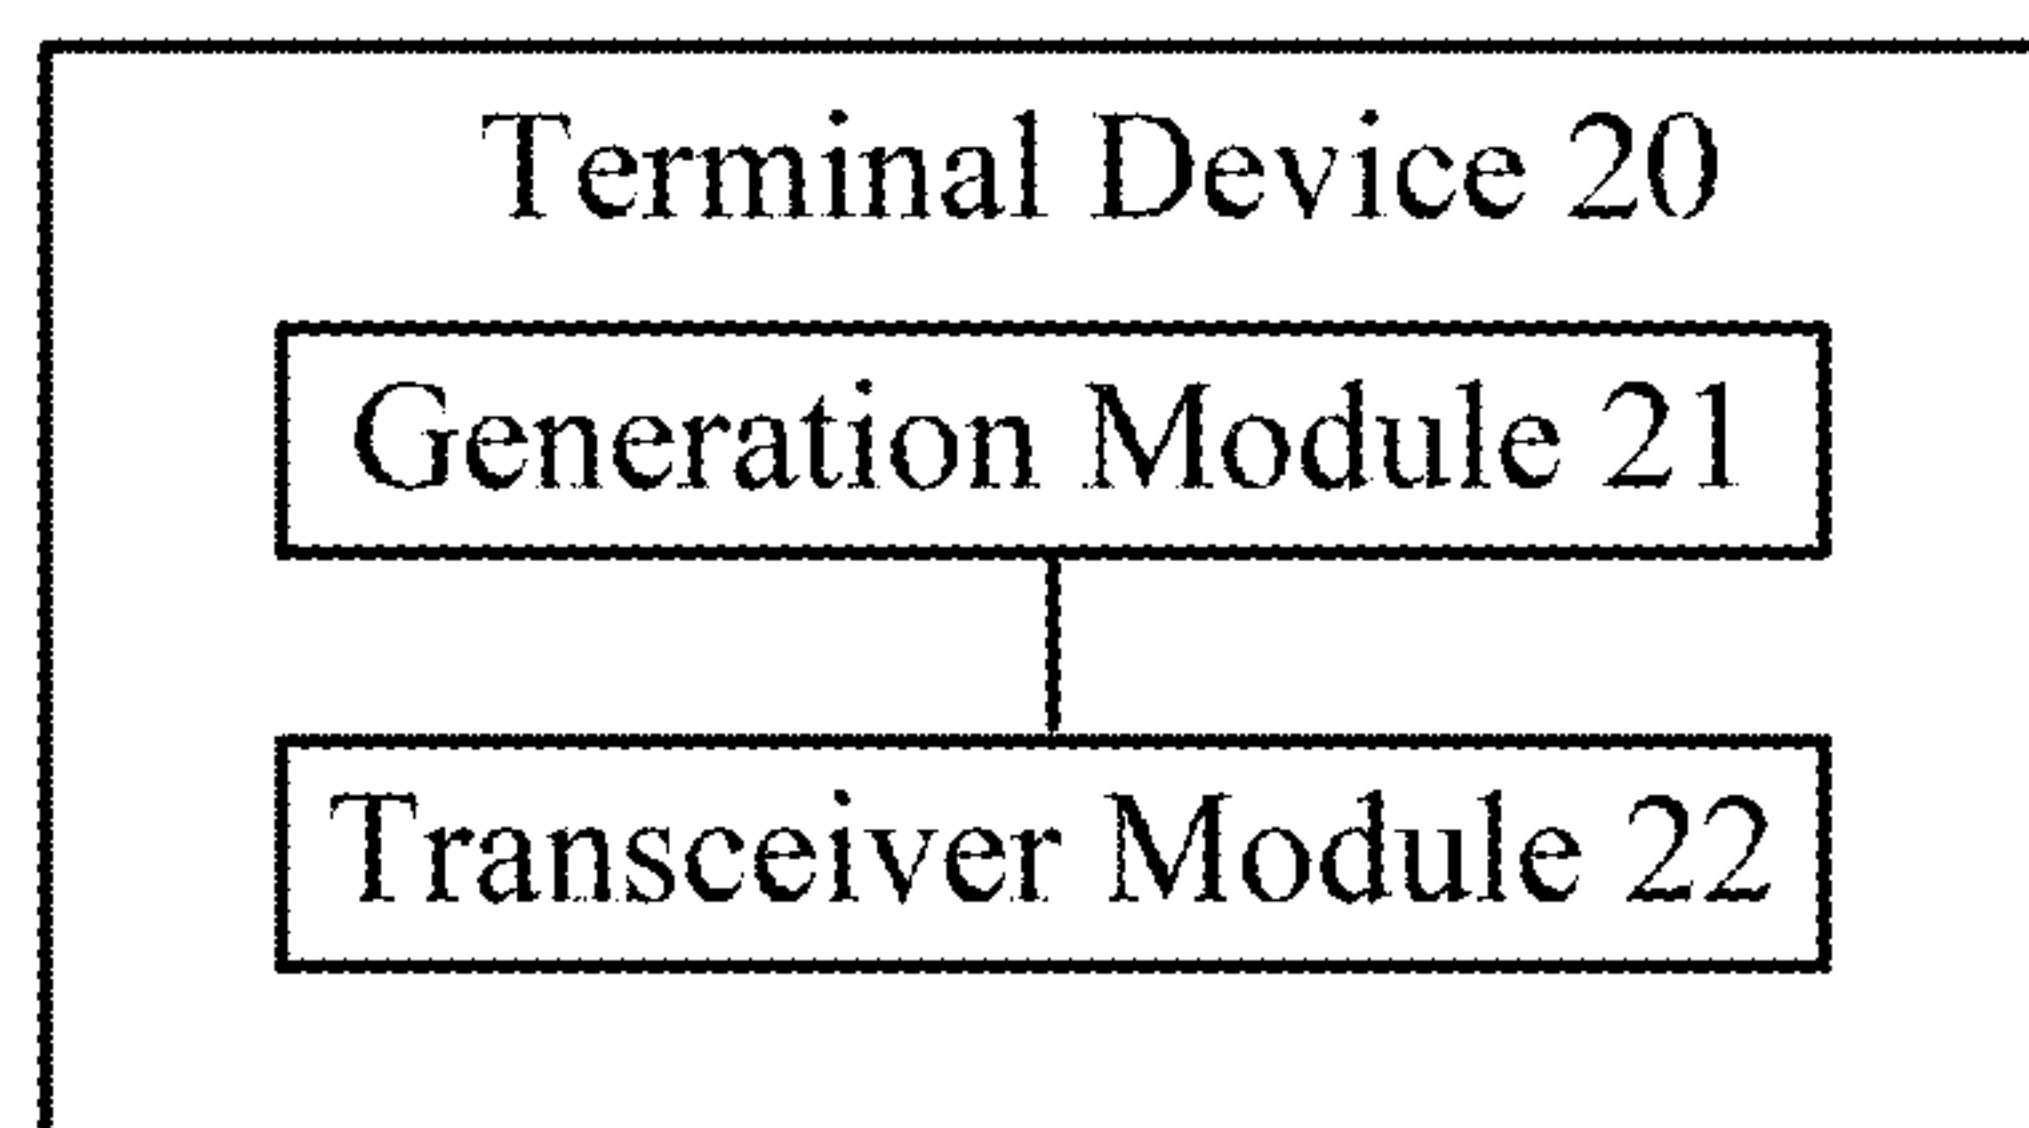 Terminal Device 20
Generation Module 21
Transceiver Module 22